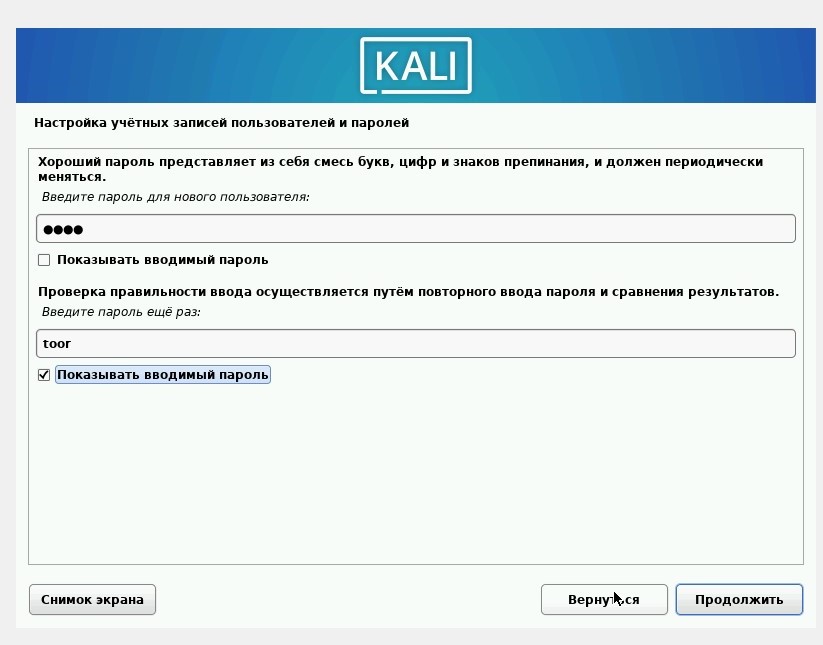 KALI
Настройка учётных записей пользователей и паролей
Хороший пароль представляет из себя смесь букв, цифр и знаков препинания, и должен периодически
меняться.
Введите пароль для нового пользователя:
●●●●
Показывать вводимый пароль
Проверка правильности ввода осуществляется путём повторного ввода пароля и сравнения результатов.
Введите пароль ещё раз:
toor
Показывать вводимый пароль
Снимок экрана
Вернуться
Продолжить